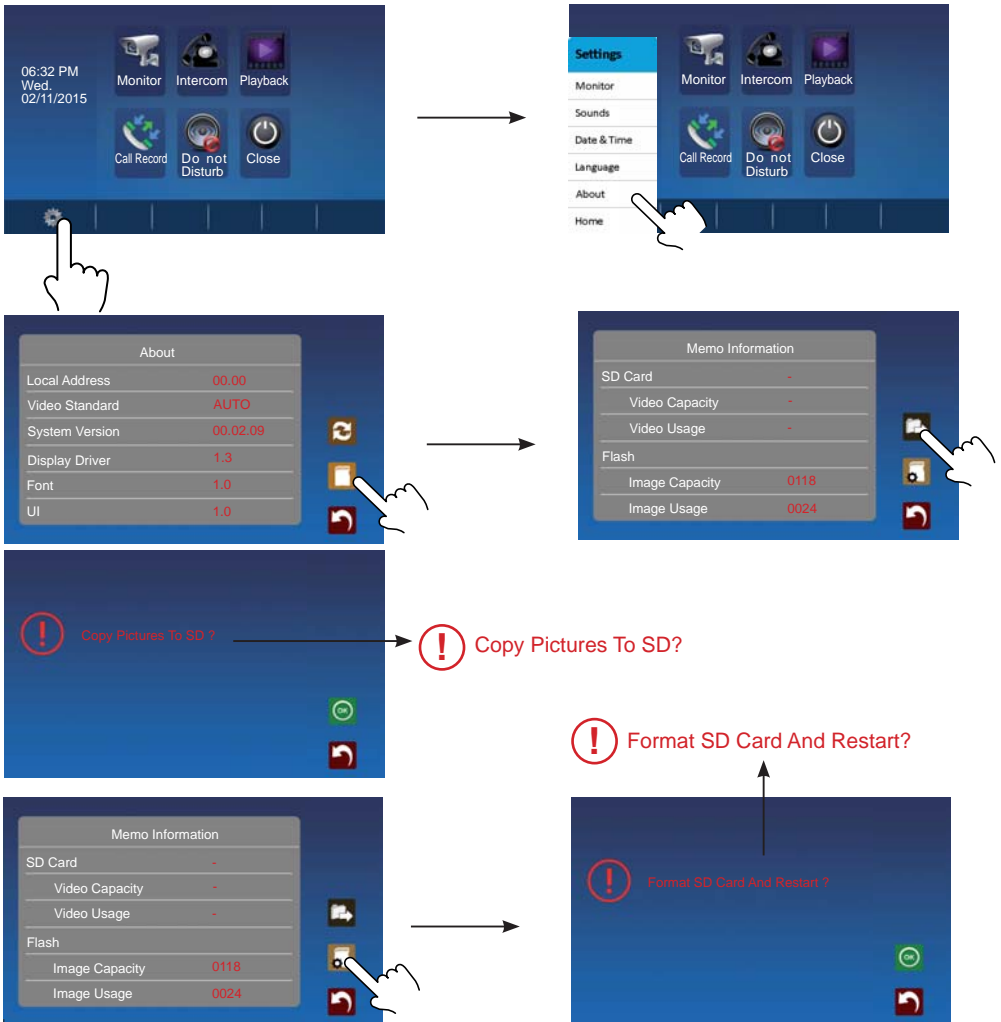 06:32 PM
Wed.
02/11/2015
Monitor Intercom Playback
Call Record Do not Disturb Close
Settings
Monitor
Sounds
Date & Time
Language
About
Home
Monitor Intercom Playback
Call Record Do not Disturb Close
About
Local Address 00.00
Video Standard AUTO
System Version 00.02.09
Display Driver 1.3
Font 1.0
UI 1.0
Memo Information
SD Card -
Video Capacity -
Video Usage -
Flash
Image Capacity 0118
Image Usage 0024
! Copy Pictures To SD ?
OK
! Copy Pictures To SD?
! Format SD Card And Restart?
Memo Information
SD Card -
Video Capacity -
Video Usage -
Flash
Image Capacity 0118
Image Usage 0024
! Format SD Card And Restart ?
OK